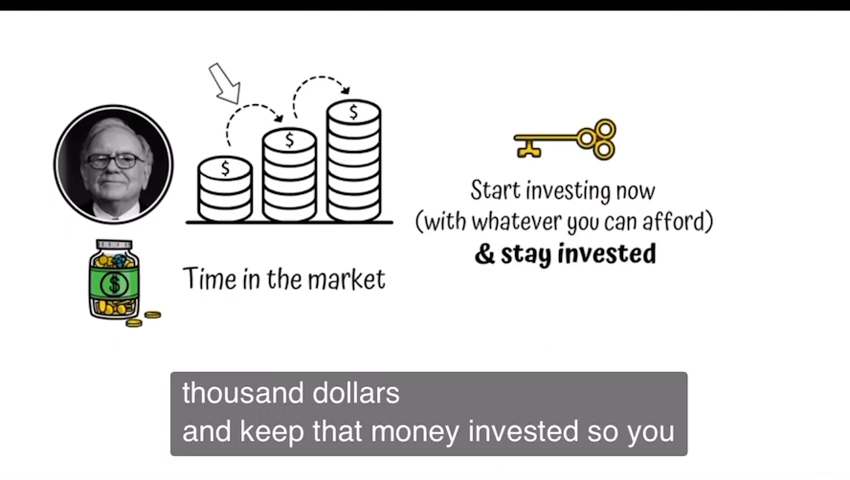 $
$
$
$
Time in the market
Start investing now
(with whatever you can afford)
& stay invested
thousand dollars
and keep that money invested so you